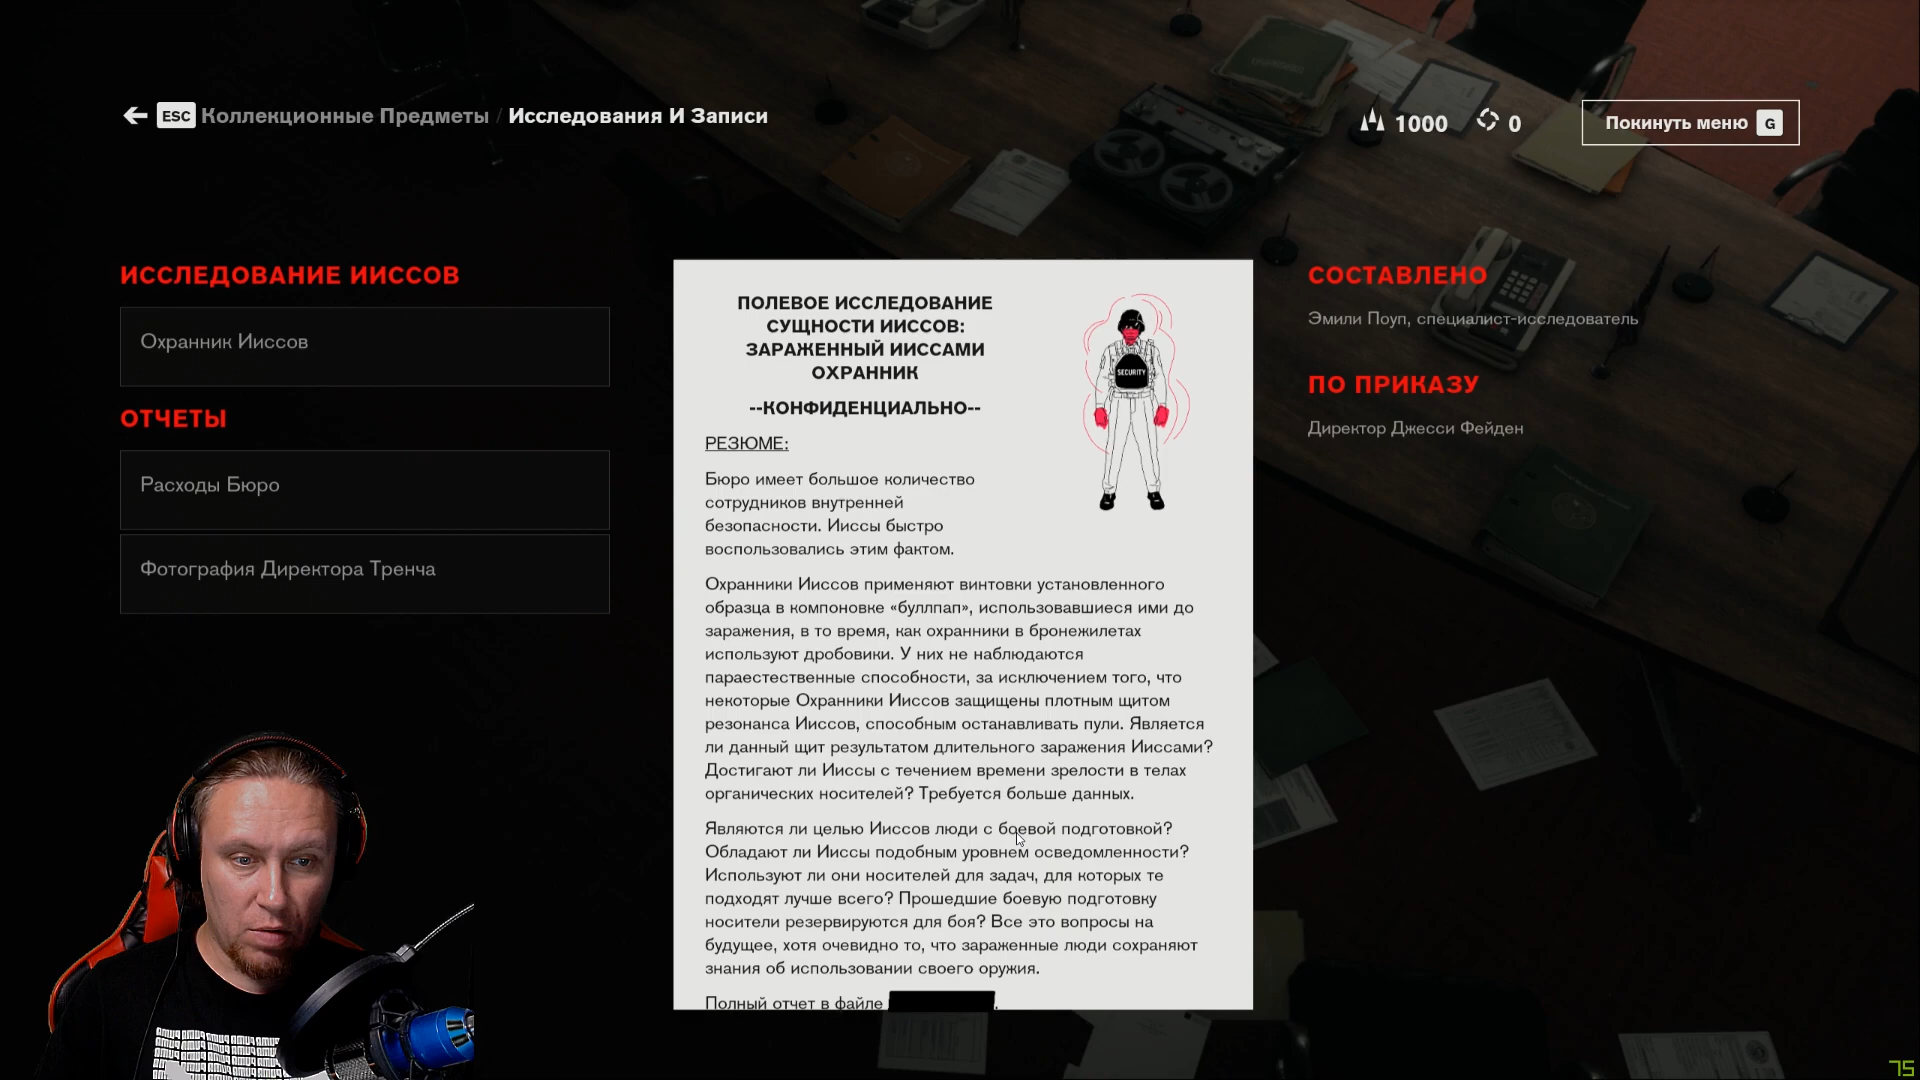 ESC Коллекционные Предметы / Исследования И Записи
1000
0
Покинуть меню G
ИССЛЕДОВАНИЕ ИИССОВ
Охранник Ииссов
ОТЧЕТЫ
Расходы Бюро
Фотография Директора Тренча
ПОЛЕВОЕ ИССЛЕДОВАНИЕ
СУЩНОСТИ ИИССОВ:
ЗАРАЖЕННЫЙ ИИССАМИ
ОХРАННИК
--КОНФИДЕНЦИАЛЬНО--
SECURITY
РЕЗЮМЕ:
Бюро имеет большое количество
сотрудников внутренней
безопасности. Ииссы быстро
воспользовались этим фактом.
Охранники Ииссов применяют винтовки установленного
образца в компоновке «буллпап», использовавшиеся ими до
заражения, в то время, как охранники в бронежилетах
используют дробовики. У них не наблюдаются
параестественные способности, за исключением того, что
некоторые Охранники Ииссов защищены плотным щитом
резонанса Ииссов, способным останавливать пули. Является
ли данный щит результатом длительного заражения Ииссами?
Достигают ли Ииссы с течением времени зрелости в телах
органических носителей? Требуется больше данных.
Являются ли целью Ииссов люди с боевой подготовкой?
Обладают ли Ииссы подобным уровнем осведомленности?
Используют ли они носителей для задач, для которых те
подходят лучше всего? Прошедшие боевую подготовку
носители резервируются для боя? Все это вопросы на
будущее, хотя очевидно то, что зараженные люди сохраняют
знания об использовании своего оружия.
Полный отчет в файле .
СОСТАВЛЕНО
Эмили Поуп, специалист-исследователь
ПО ПРИКАЗУ
Директор Джесси Фейден
75